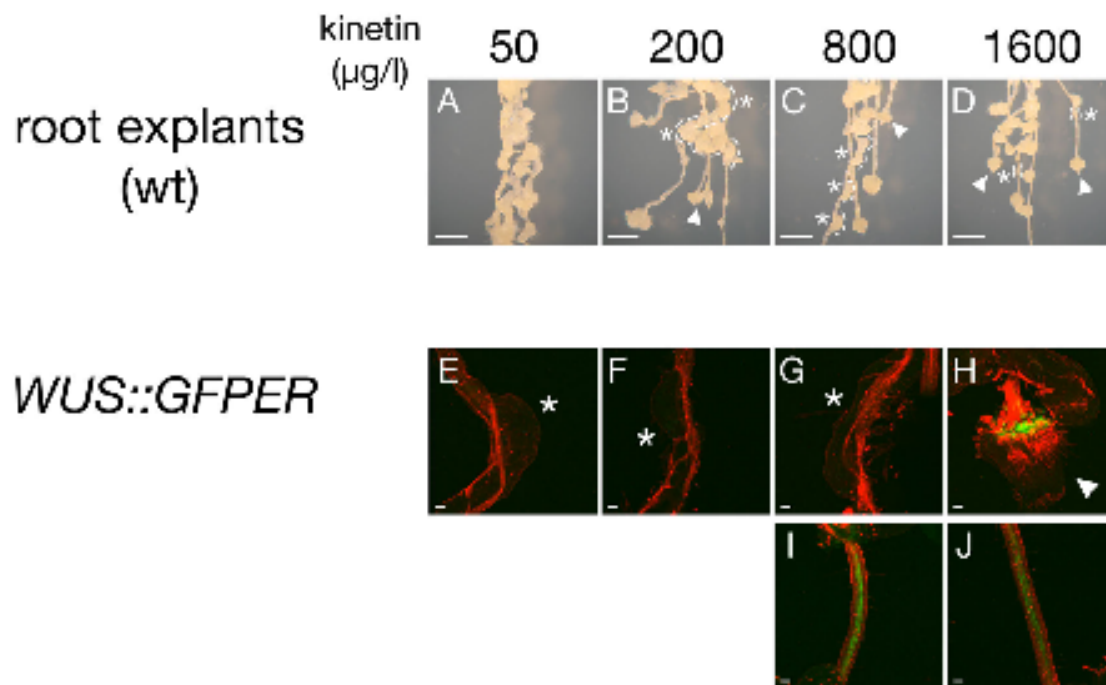 kinetin
(µg/l)
50 200 800 1600
root explants
(wt)
A B C D
* * * * * * * *
WUS::GFPER
E F G H
* * *
I J